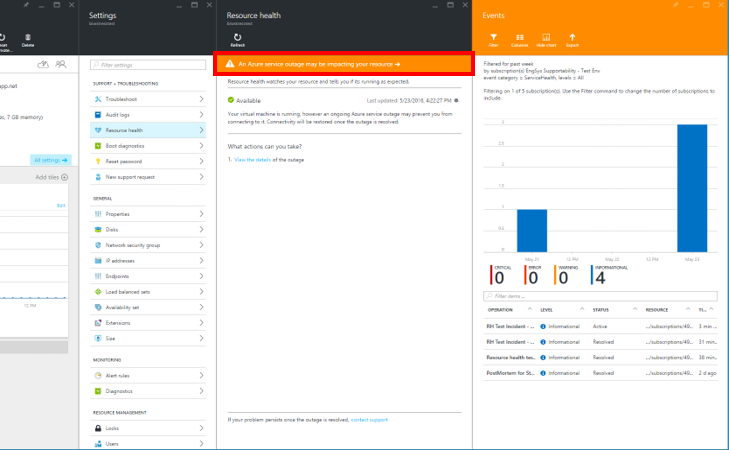 Delete
app.net
es, 7 GB memory)
All settings →
Add tiles
Edit
12 PM
Settings
Filter settings
SUPPORT + TROUBLESHOOTING
Troubleshoot
Audit logs
Resource health
Boot diagnostics
Reset password
New support request
GENERAL
Properties
Disks
Network security group
IP addresses
Endpoints
Load balanced sets
Availability set
Extensions
Size
MONITORING
Alert rules
Diagnostics
RESOURCE MANAGEMENT
Locks
Users
Resource health
Refresh
An Azure service outage may be impacting your resource →
Resource health watches your resource and tells you if its running as expected.
Available
Last updated: 5/23/2016, 4:22:27 PM
Your virtual machine is running, however an ongoing Azure service outage may prevent you from
connecting to it. Connectivity will be restored once the outage is resolved.
What actions can you take?
1- View the details of the outage
If your problem persists once the outage is resolved, contact support
Events
Filter
Columns
Hide chart
Export
Filtered for past week
by subscription(s) EngSys Supportability - Test Env
event category = ServiceHealth, levels = All
Filtering on 1 of 5 subscription(s). Use the Filter command to change the number of subscriptions to
include.
3
2.5
2
1.5
1
0.5
0
May 21
12 PM
May 22
12 PM
May 23
CRITICAL
0
ERROR
0
WARNING
0
INFORMATIONAL
4
Filter items ...
OPERATION LEVEL STATUS RESOURCE TI...
RH Test Incident - ... Informational Active .../subscriptions/49... 3 min ...
RH Test Incident - ... Informational Resolved .../subscriptions/49... 31 min...
Resource health tes... Informational Resolved .../subscriptions/49... 38 min...
PostMortem for St... Informational Resolved .../subscriptions/49... 2 d ago